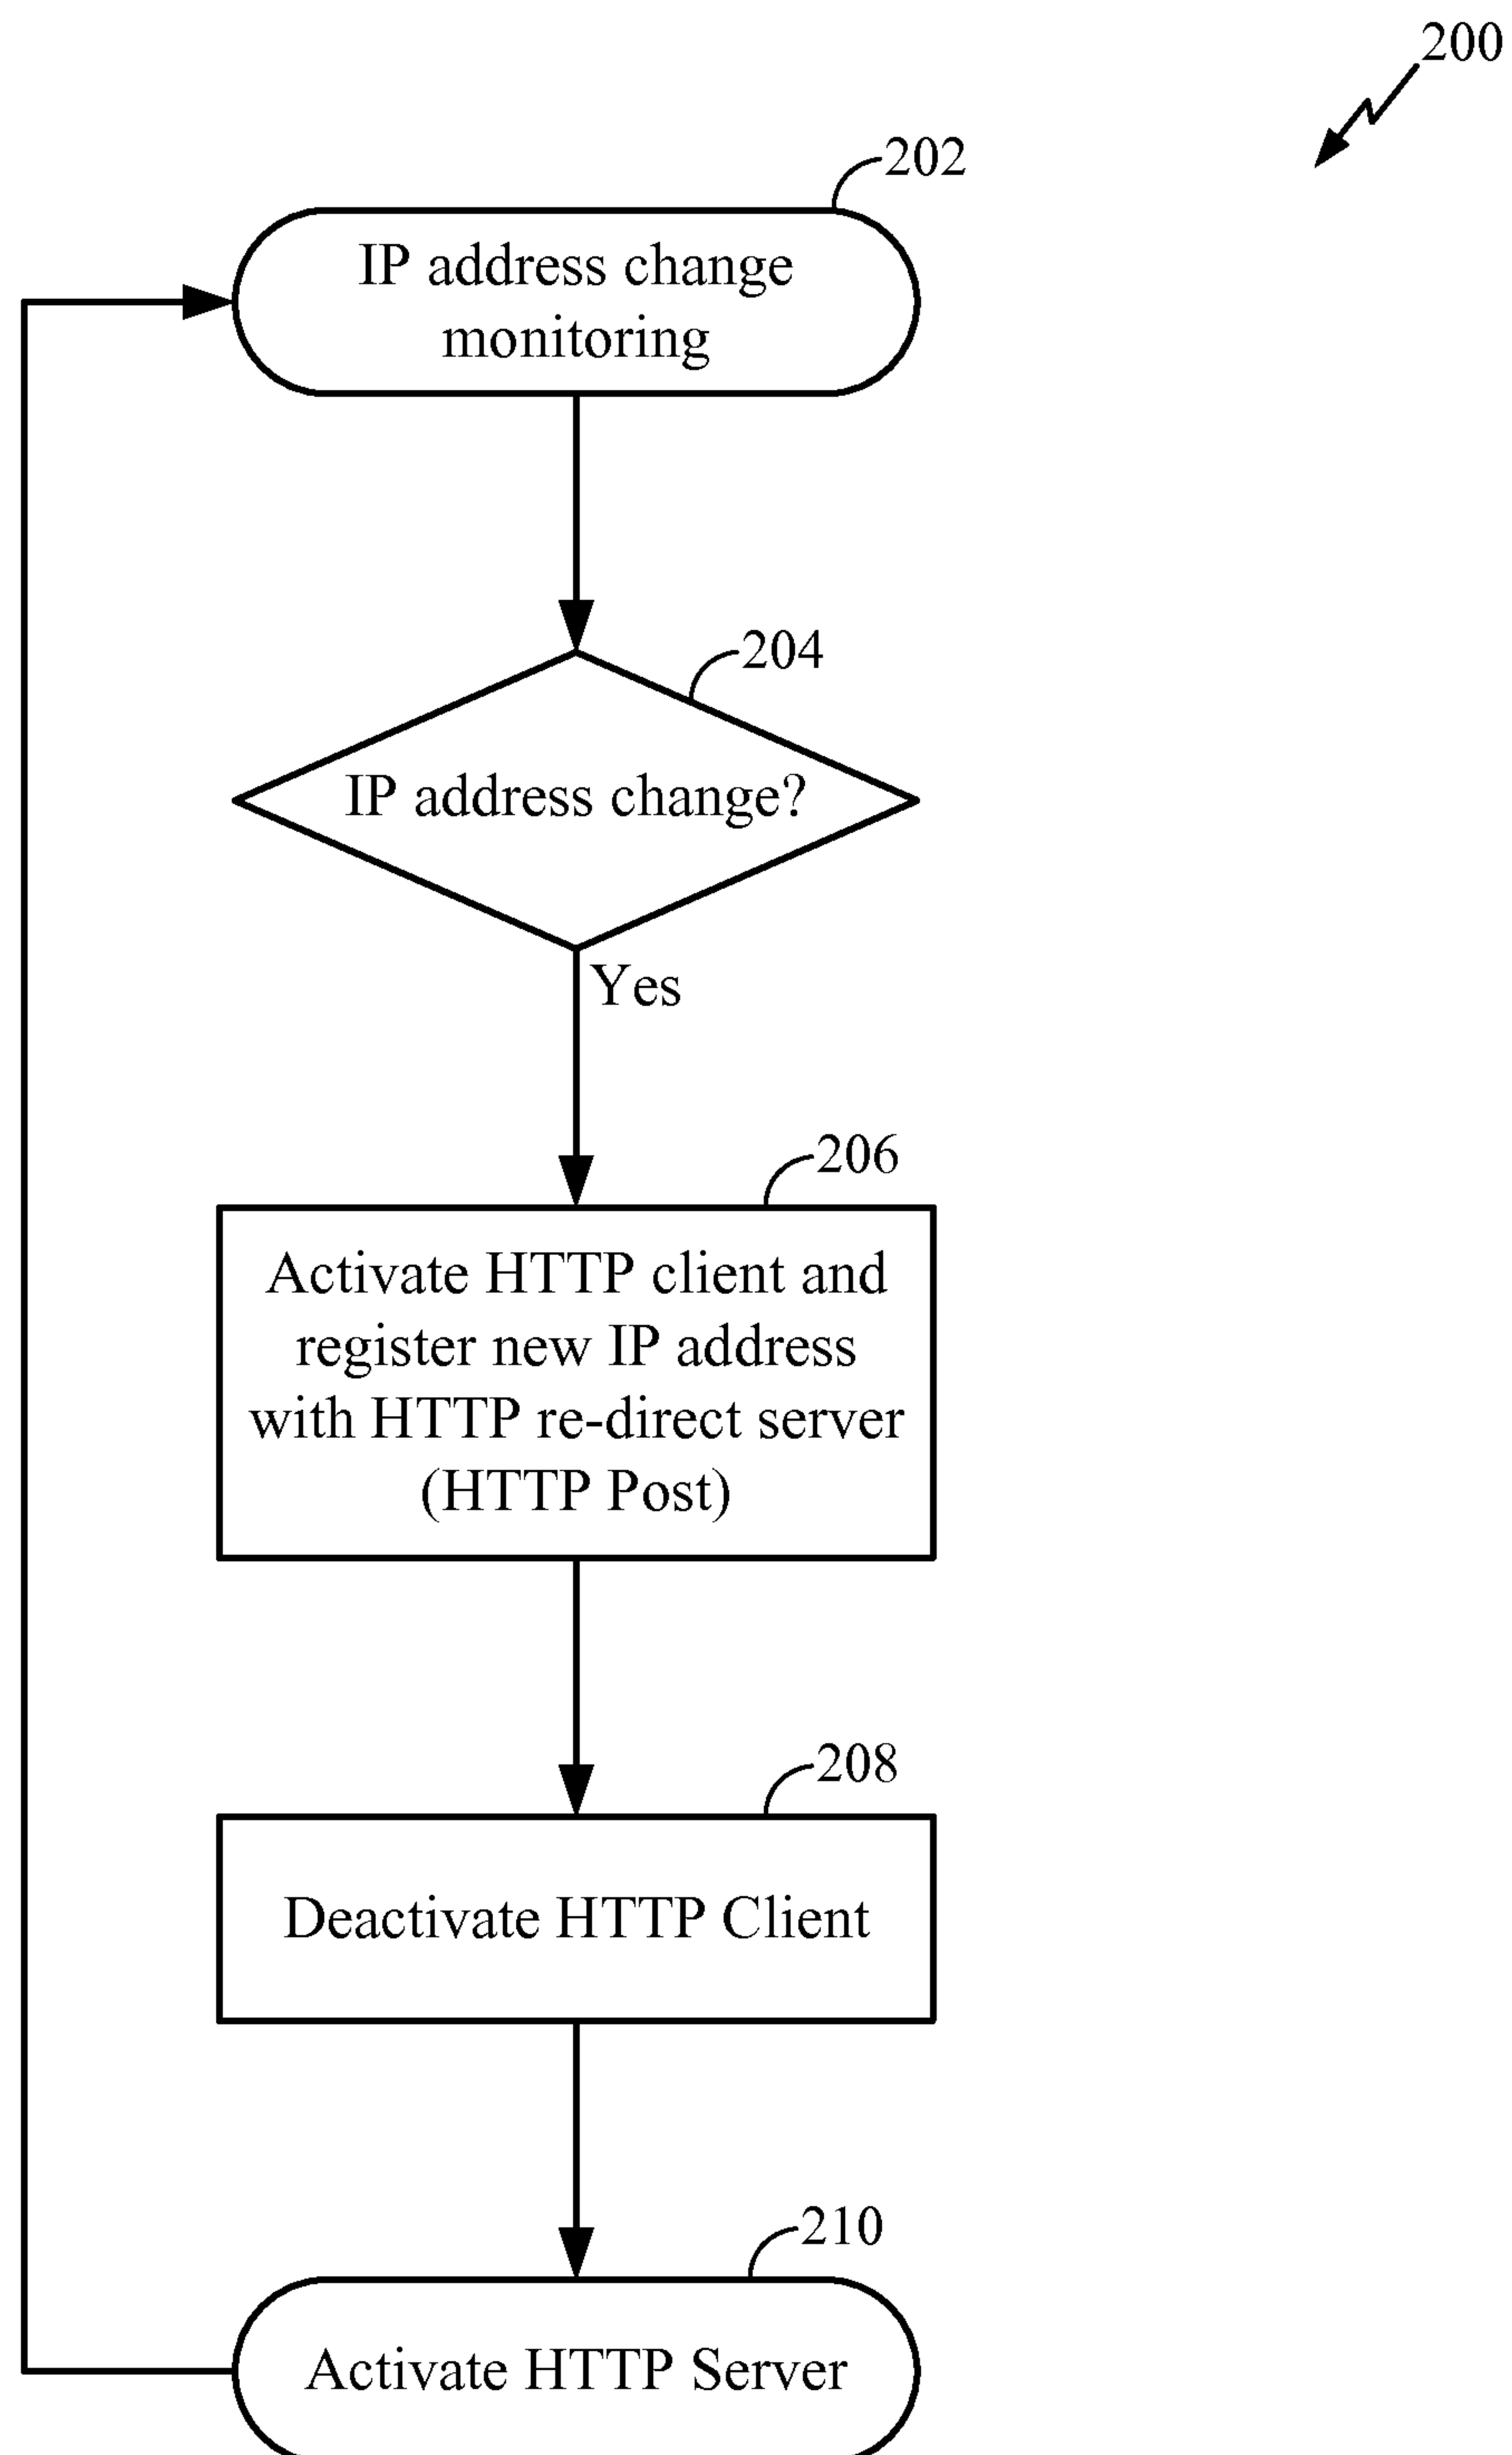 200
202
IP address change
monitoring
204
IP address change?
Yes
206
Activate HTTP client and
register new IP address
with HTTP re-direct server
(HTTP Post)
208
Deactivate HTTP Client
210
Activate HTTP Server